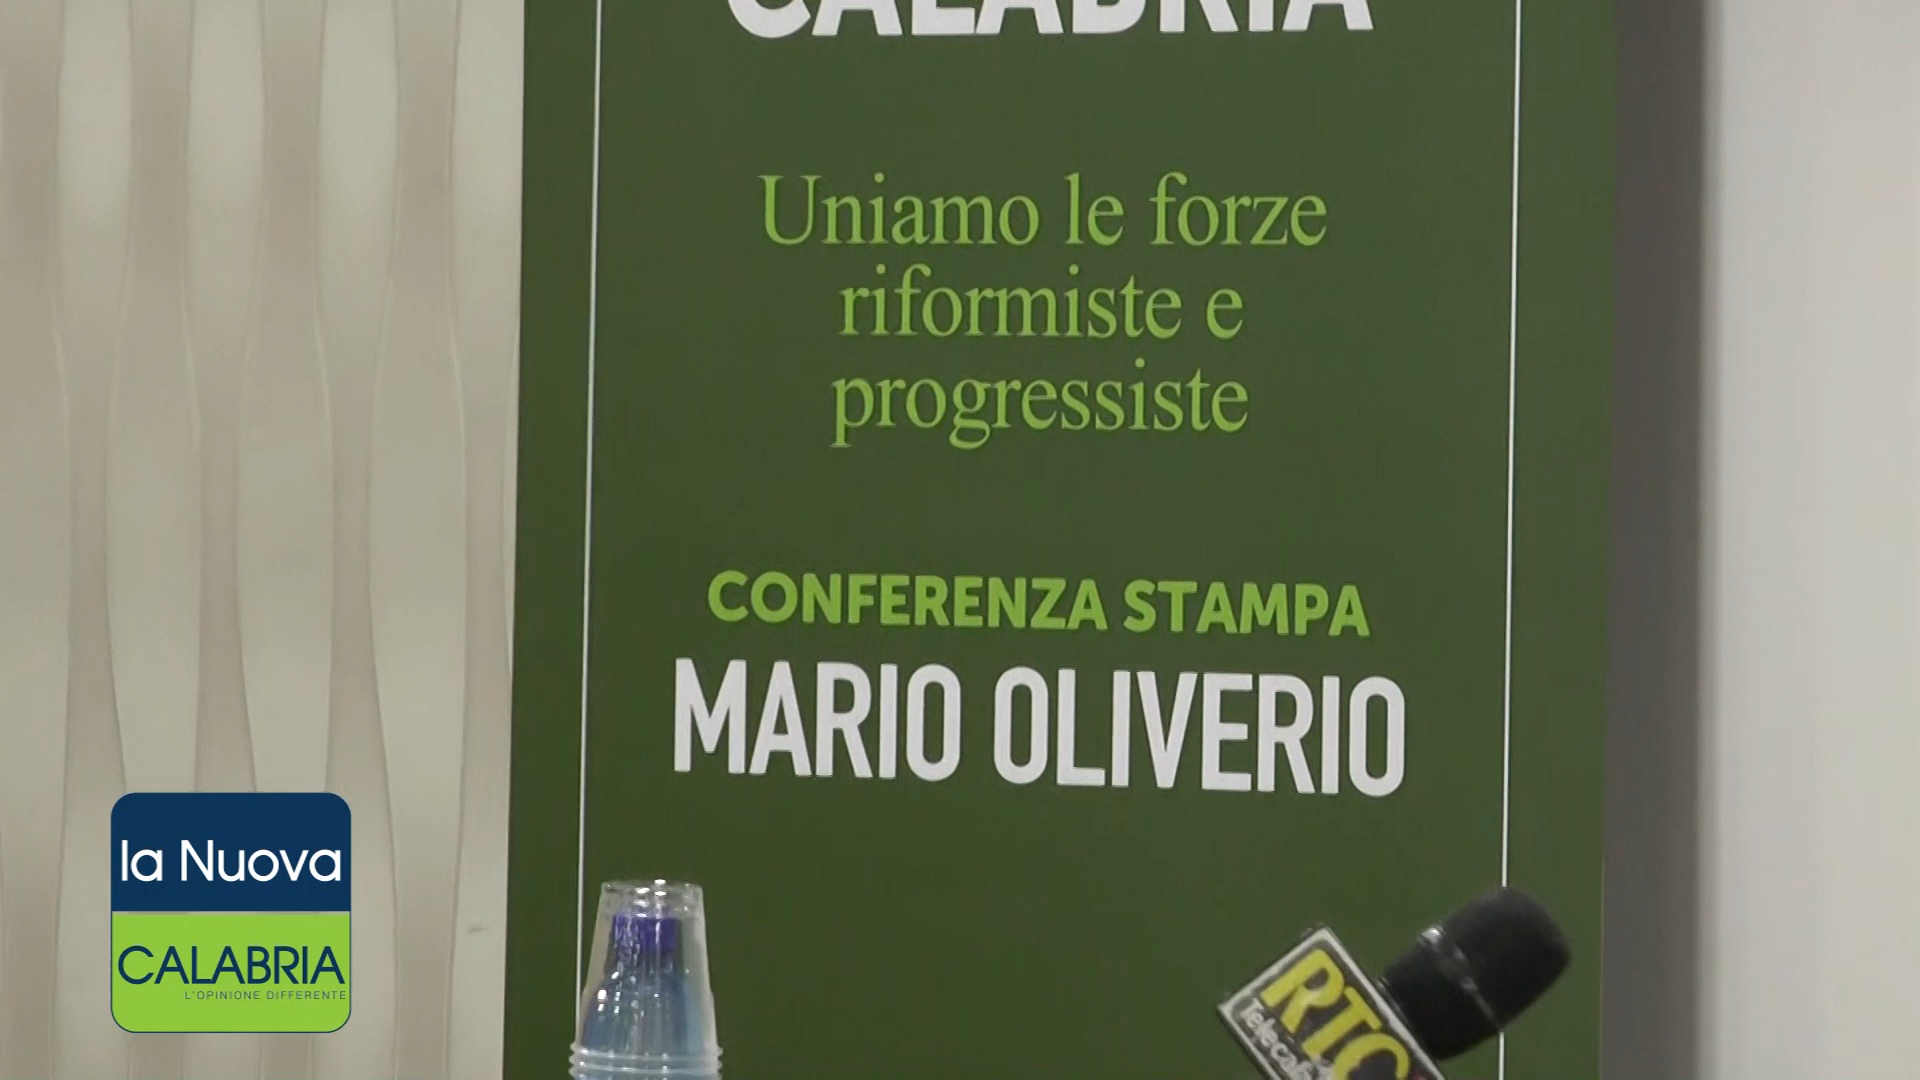 CALABRIA
Uniamo le forze
riformiste e
progressiste
CONFERENZA STAMPA
MARIO OLIVERIO
la Nuova
CALABRIA
L'OPINIONE DIFFERENTE
RTC